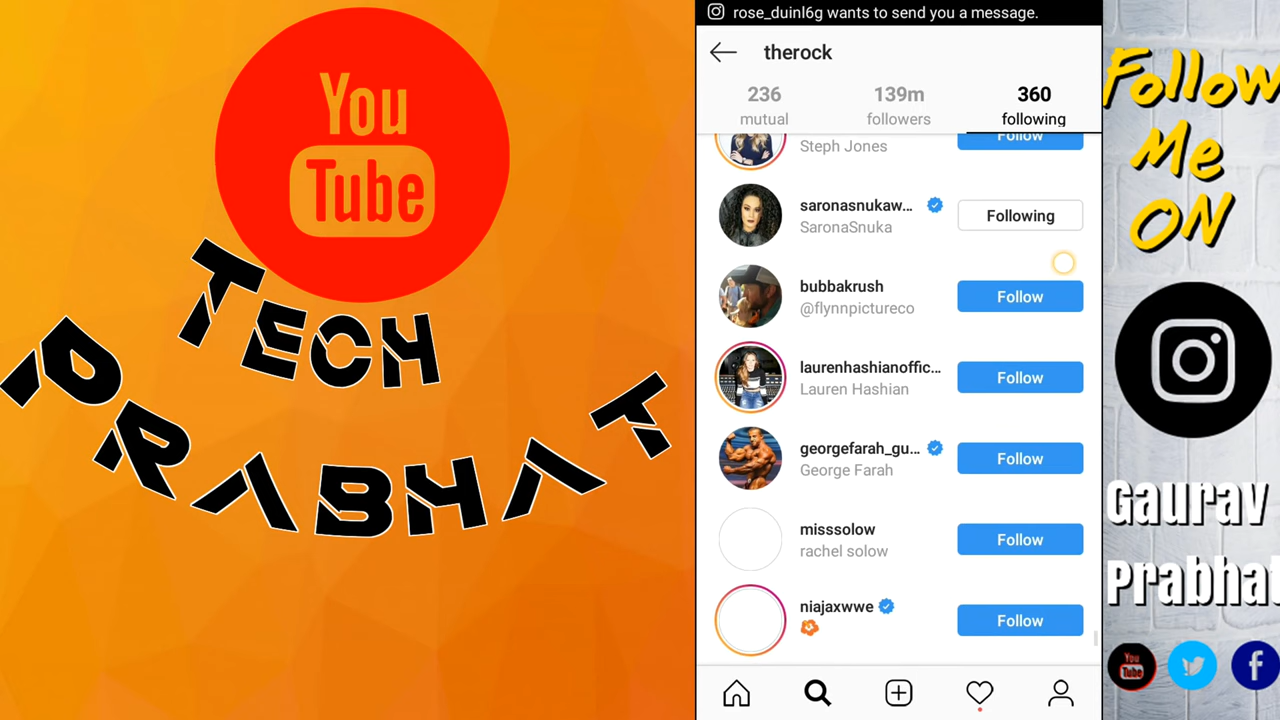 You
Tube
TECH
PRABHAT
rose_duinl6g wants to send you a message.
therock
236
mutual
139m
followers
360
following
Follow
Steph Jones
saronasnukaw...
SaronaSnuka
Following
bubbakrush
@flynnpictureco
Follow
laurenhashianoffic...
Lauren Hashian
Follow
georgefarah_gu...
George Farah
Follow
misssolow
rachel solow
Follow
niajaxwwe
Follow
Follow
Me
ON
Gaurav
Prabhat
You
Tube